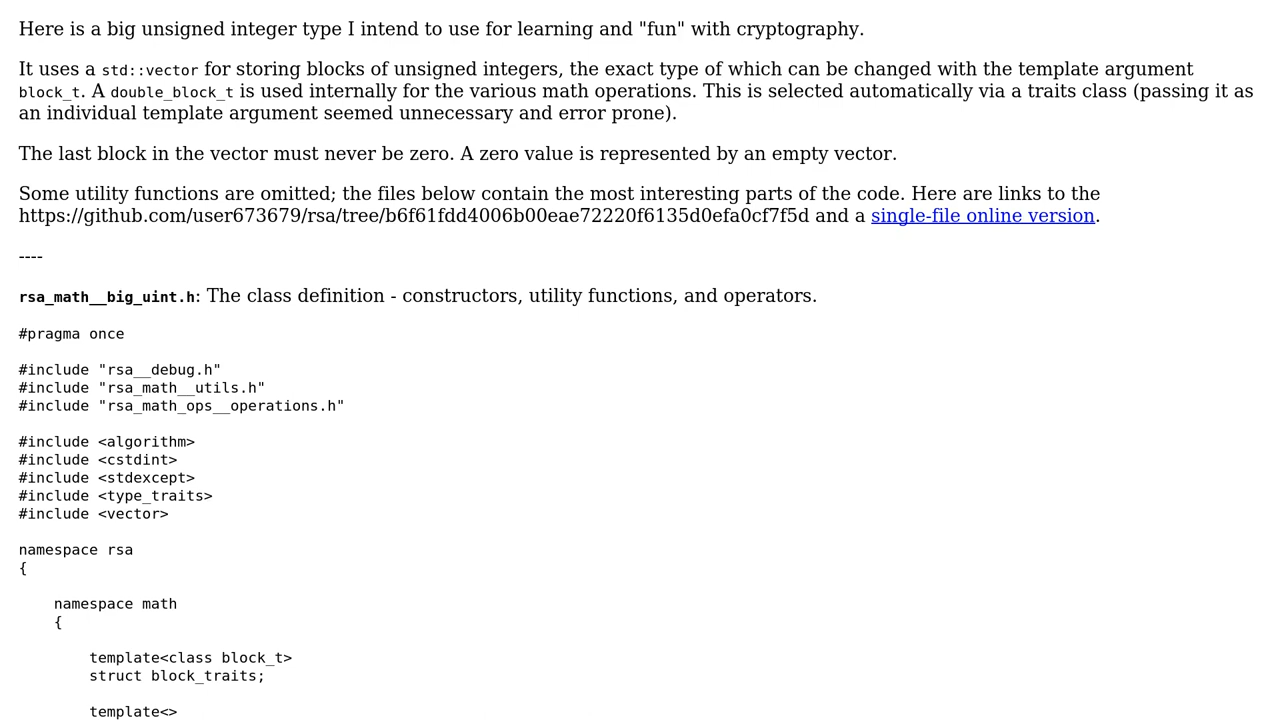 Here is a big unsigned integer type I intend to use for learning and "fun" with cryptography.
It uses a std::vector for storing blocks of unsigned integers, the exact type of which can be changed with the template argument
block_t. A double_block_t is used internally for the various math operations. This is selected automatically via a traits class (passing it as
an individual template argument seemed unnecessary and error prone).
The last block in the vector must never be zero. A zero value is represented by an empty vector.
Some utility functions are omitted; the files below contain the most interesting parts of the code. Here are links to the
https://github.com/user673679/rsa/tree/b6f61fdd4006b00eae72220f6135d0efa0cf7f5d and a single-file online version.
----
rsa_math__big_uint.h: The class definition - constructors, utility functions, and operators.
#pragma once
#include "rsa__debug.h"
#include "rsa_math__utils.h"
#include "rsa_math_ops__operations.h"
#include <algorithm>
#include <cstdint>
#include <stdexcept>
#include <type_traits>
#include <vector>
namespace rsa
{
namespace math
{
template<class block_t>
struct block_traits;
template<>